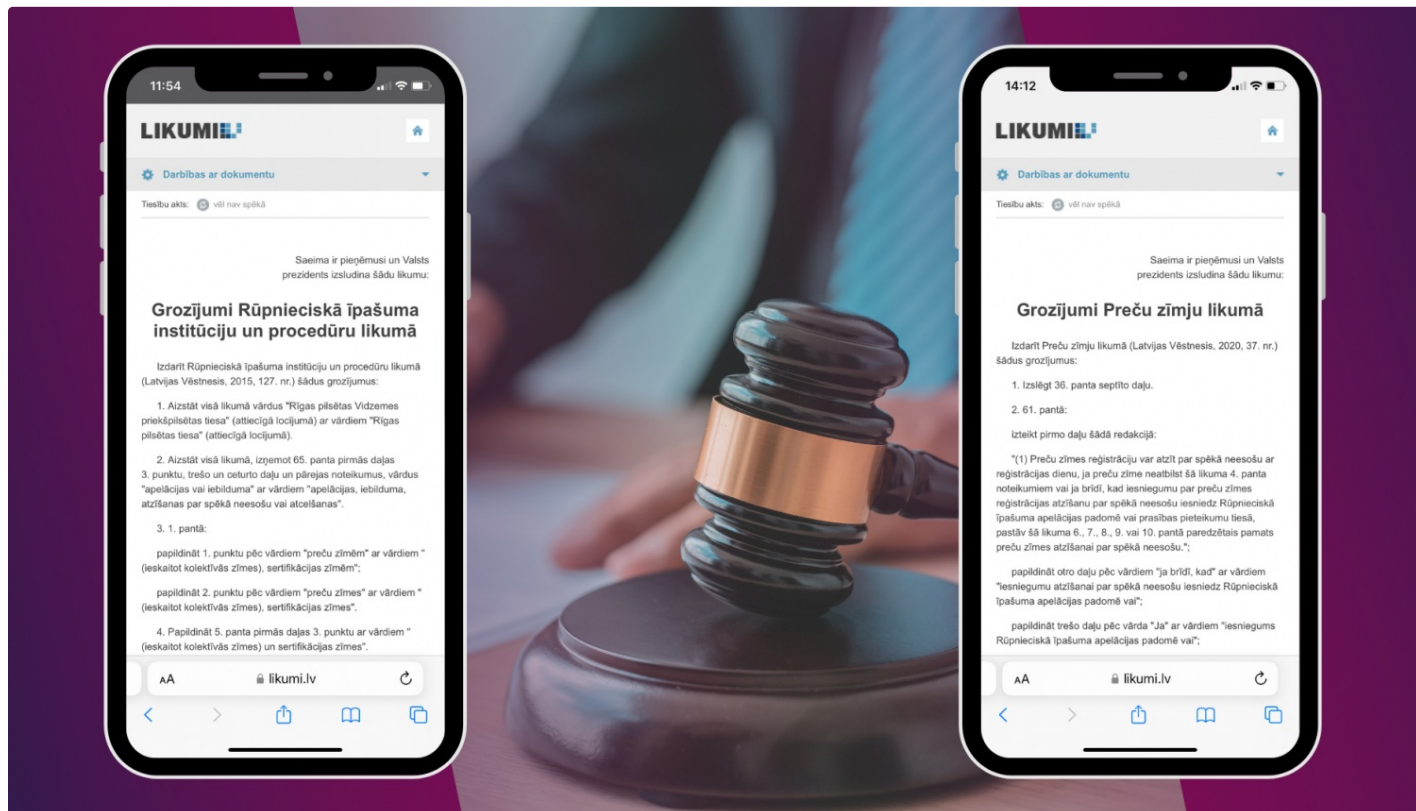 11:54
LIKUMI
Darbības ar dokumentu
Tiesību akts: vēl nav spēkā
Saeima ir pieņēmusi un Valsts
prezidents izsludina šādu likumu:
Grozījumi Rūpnieciskā īpašuma
institūciju un procedūru likumā
Izdarīt Rūpnieciskā īpašuma institūciju un procedūru likumā
(Latvijas Vēstnesis, 2015, 127. nr.) šādus grozījumus:
1. Aizstāt visā likumā vārdus "Rīgas pilsētas Vidzemes
priekšpilsētas tiesa" (attiecīgā locījumā) ar vārdiem "Rīgas
pilsētas tiesa" (attiecīgā locījumā).
2. Aizstāt visā likumā, izņemot 65. panta pirmās daļas
3. punktu, trešo un ceturto daļu un pārejas noteikumus, vārdus
"apelācijas vai iebilduma" ar vārdiem "apelācijas, iebilduma,
atzīšanas par spēkā neesošu vai atcelšanas".
3. 1. pantā:
papildināt 1. punktu pēc vārdiem "preču zīmēm" ar vārdiem "
(ieskaitot kolektīvās zīmes), sertifikācijas zīmēm";
papildināt 2. punktu pēc vārdiem "preču zīmes" ar vārdiem "
(ieskaitot kolektīvās zīmes), sertifikācijas zīmes".
4. Papildināt 5. panta pirmās daļas 3. punktu ar vārdiem "
(ieskaitot kolektīvās zīmes) un sertifikācijas zīmes".
AA likumi.lv
14:12
LIKUMI
Darbības ar dokumentu
Tiesību akts: vēl nav spēkā
Saeima ir pieņēmusi un Valsts
prezidents izsludina šādu likumu:
Grozījumi Preču zīmju likumā
Izdarīt Preču zīmju likumā (Latvijas Vēstnesis, 2020, 37. nr.)
šādus grozījumus:
1. Izslēgt 36. panta septīto daļu.
2. 61. pantā:
izteikt pirmo daļu šādā redakcijā:
"(1) Preču zīmes reģistrāciju var atzīt par spēkā neesošu ar
reģistrācijas dienu, ja preču zīme neatbilst šā likuma 4. panta
noteikumiem vai ja brīdī, kad iesniegumu par preču zīmes
reģistrācijas atzīšanu par spēkā neesošu iesniedz Rūpnieciskā
īpašuma apelācijas padomē vai prasības pieteikumu tiesā,
pastāv šā likuma 6., 7., 8., 9. vai 10. pantā paredzētais pamats
preču zīmes atzīšanai par spēkā neesošu.";
papildināt otro daļu pēc vārdiem "ja brīdī, kad" ar vārdiem
"iesniegumu atzīšanai par spēkā neesošu iesniedz Rūpnieciskā
īpašuma apelācijas padomē vai";
papildināt trešo daļu pēc vārda "Ja" ar vārdiem "iesniegums
Rūpnieciskā īpašuma apelācijas padomē vai";
AA likumi.lv